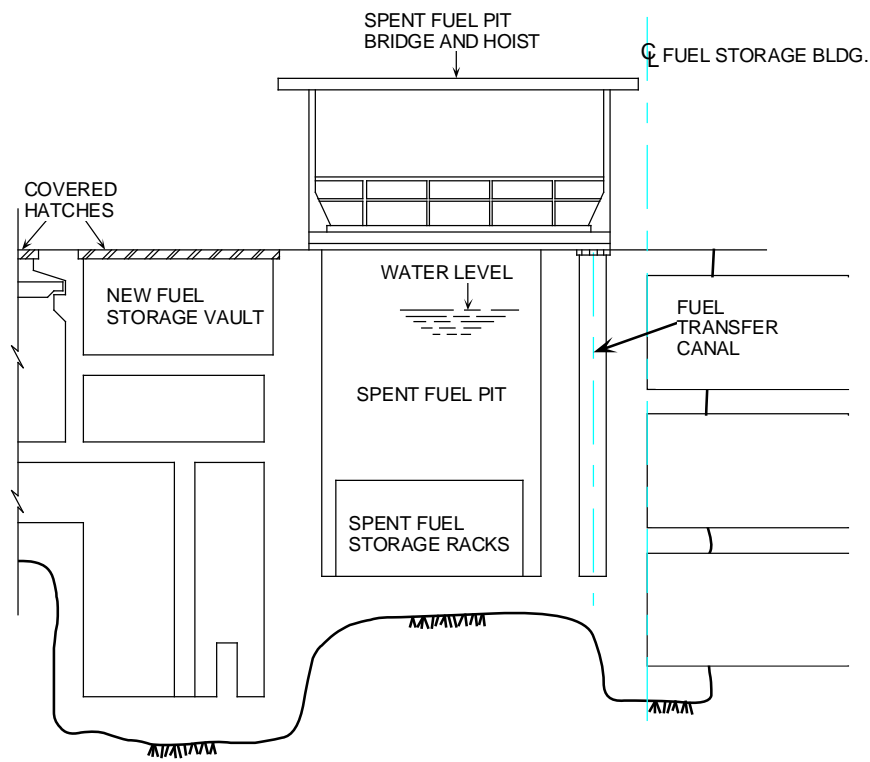 SPENT FUEL PIT
BRIDGE AND HOIST
℄ FUEL STORAGE BLDG.
COVERED
HATCHES
WATER LEVEL
NEW FUEL
STORAGE VAULT
FUEL
TRANSFER
CANAL
SPENT FUEL PIT
SPENT FUEL
STORAGE RACKS